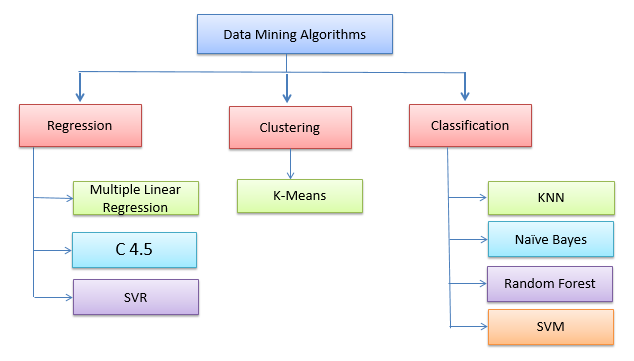 Data Mining Algorithms
Regression
Clustering
Classification
Multiple Linear
Regression
C 4.5
SVR
K-Means
KNN
Naïve Bayes
Random Forest
SVM